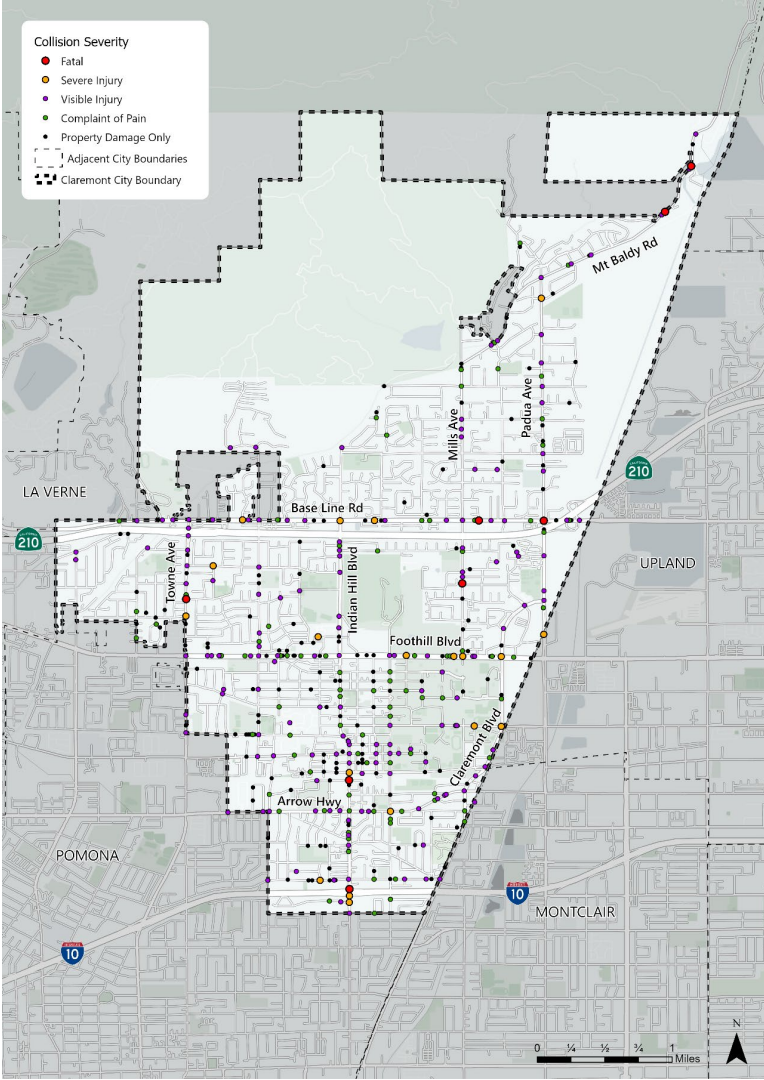 Collision Severity
Fatal
Severe Injury
Visible Injury
Complaint of Pain
Property Damage Only
Adjacent City Boundaries
Claremont City Boundary
Mt Baldy Rd
Padua Ave
Mills Ave
210
LA VERNE
Base Line Rd
210
UPLAND
Towne Ave
Indian Hill Blvd
Foothill Blvd
Claremont Blvd
Arrow Hwy
POMONA
10
MONTCLAIR
10
N
0 ¼ ½ ¾ 1
Miles